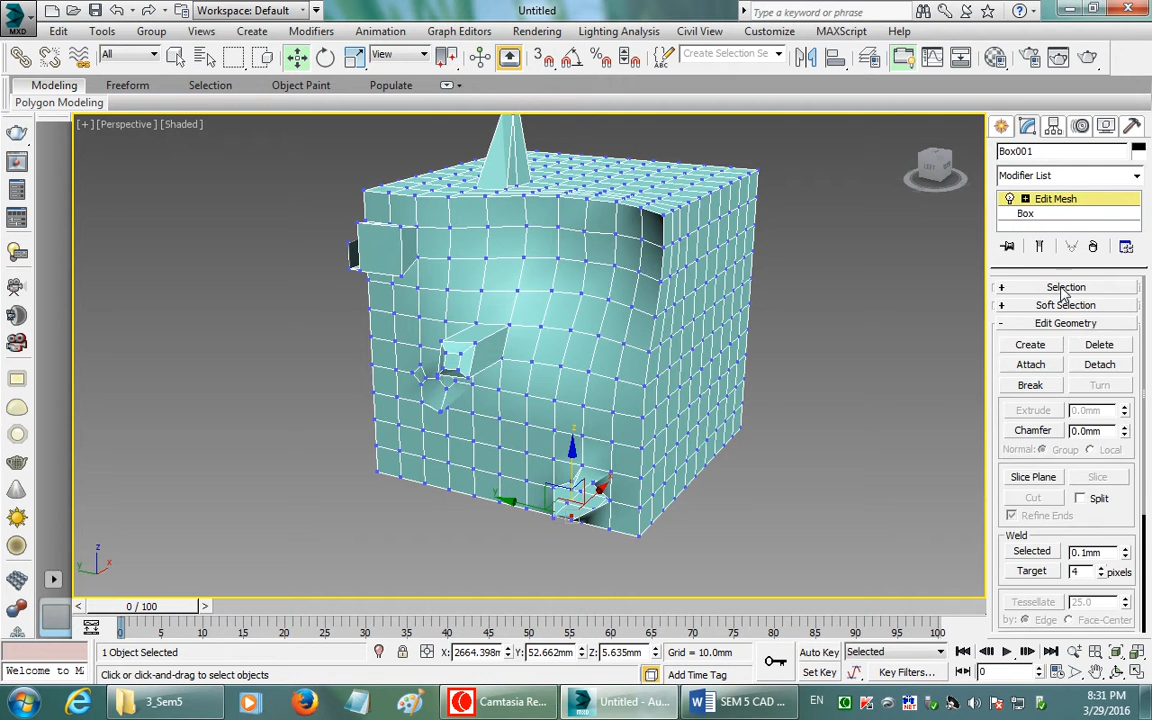 MXD Workspace: Default Untitled Type a keyword or phrase
Edit Tools Group Views Create Modifiers Animation Graph Editors Rendering Lighting Analysis Civil View Customize MAXScript Help
All View Create Selection Se
Modeling Freeform Selection Object Paint Populate
Polygon Modeling
[+] [Perspective] [Shaded]
Box001
Modifier List
Edit Mesh
Box
+ Selection
+ Soft Selection
- Edit Geometry
Create Delete
Attach Detach
Break Turn
Extrude 0.0mm
Chamfer 0.0mm
Normal: Group Local
Slice Plane Slice
Cut Split
Refine Ends
Weld
Selected 0.1mm
Target 4 pixels
Tessellate 25.0
by: Edge Face-Center
z
x
y
z
x
y
< 0 / 100 >
0 5 10 15 20 25 30 35 40 45 50 55 60 65 70 75 80 85 90 95 100
1 Object Selected X: 2664.398m Y: 52.662mm Z: 5.635mm Grid = 10.0mm Auto Key Selected
Welcome to M Click or click-and-drag to select objects Add Time Tag Set Key Key Filters... 0
3_Sem5 Camtasia Re... Untitled - Au... SEM 5 CAD ... EN 8:31 PM
3/29/2016